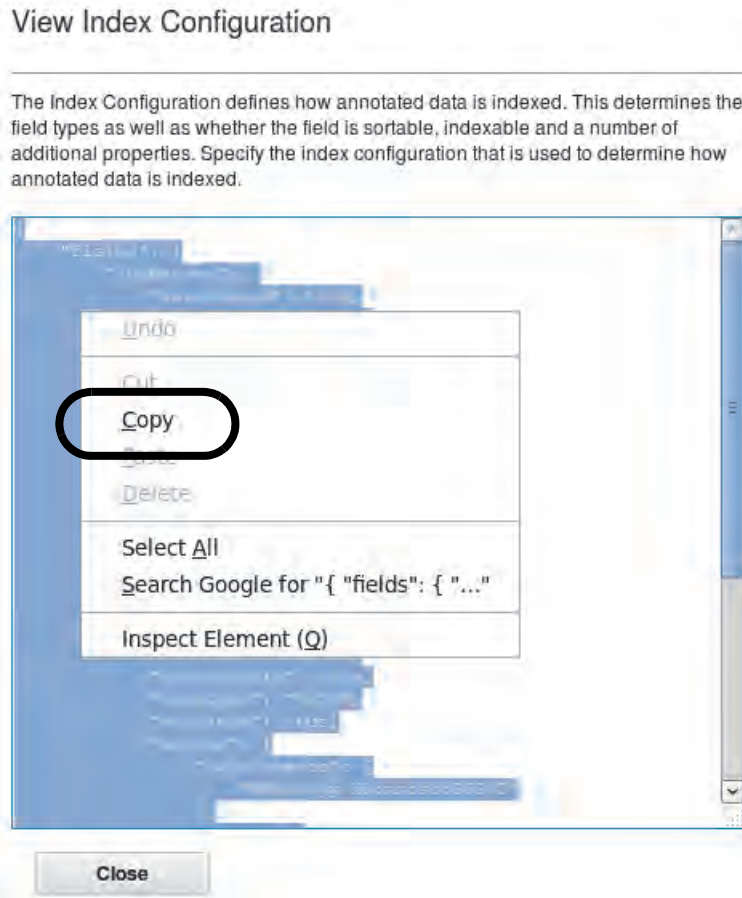 View Index Configuration
The Index Configuration defines how annotated data is indexed. This determines the
field types as well as whether the field is sortable, indexable and a number of
additional properties. Specify the index configuration that is used to determine how
annotated data is indexed.
Undo
Cut
Copy
Paste
Delete
Select All
Search Google for "{ "fields": { "..."
Inspect Element (Q)
Close